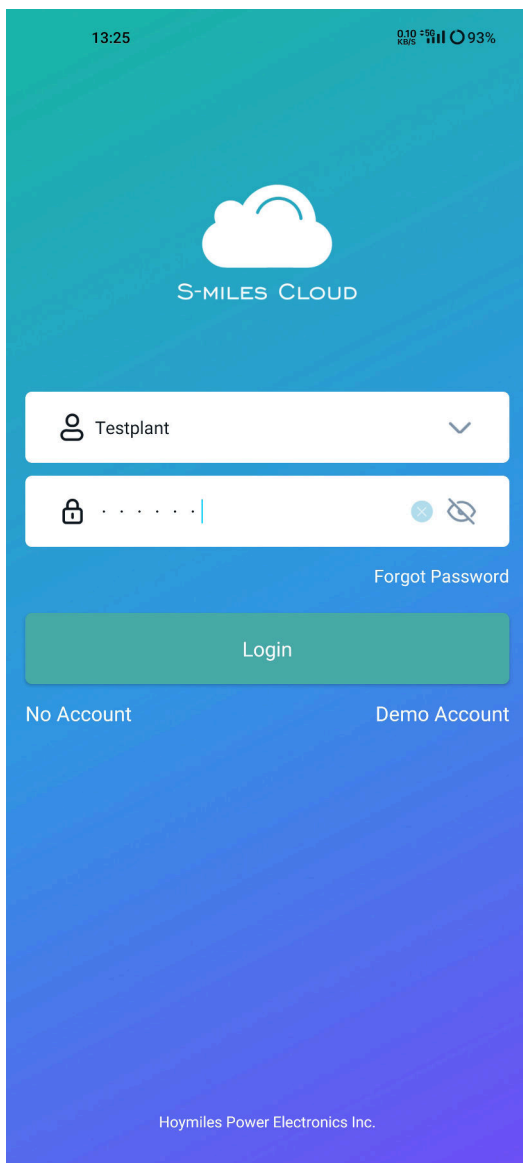 13:25 0.10 KB/S 5G 93%
S-MILES CLOUD
Testplant
Forgot Password
Login
No Account Demo Account
Hoymiles Power Electronics Inc.